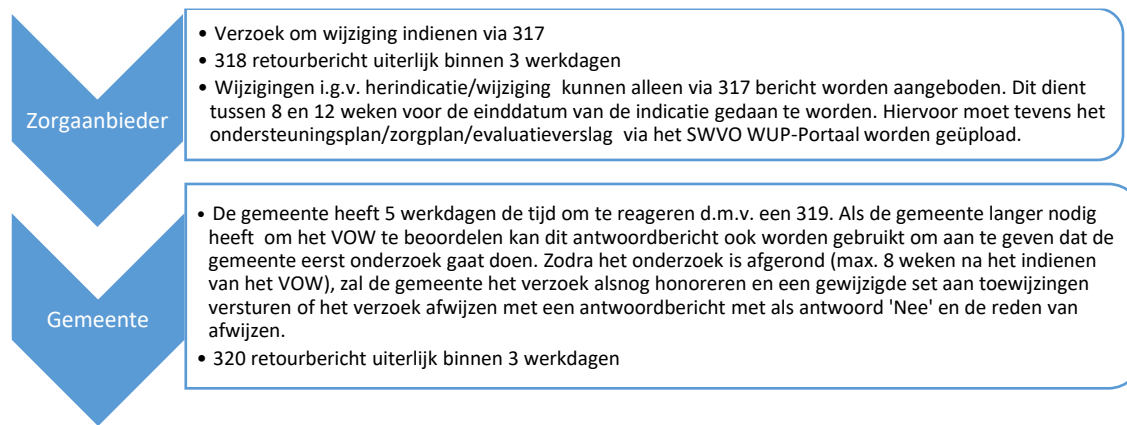 Zorgaanbieder
• Verzoek om wijziging indienen via 317
• 318 retourbericht uiterlijk binnen 3 werkdagen
• Wijzigingen i.g.v. herindicatie/wijziging kunnen alleen via 317 bericht worden aangeboden. Dit dient
tussen 8 en 12 weken voor de einddatum van de indicatie gedaan te worden. Hiervoor moet tevens het
ondersteuningsplan/zorgplan/evaluatieverslag via het SWVO WUP-Portaal worden geüpload.
Gemeente
• De gemeente heeft 5 werkdagen de tijd om te reageren d.m.v. een 319. Als de gemeente langer nodig
heeft om het VOW te beoordelen kan dit antwoordbericht ook worden gebruikt om aan te geven dat de
gemeente eerst onderzoek gaat doen. Zodra het onderzoek is afgerond (max. 8 weken na het indienen
van het VOW), zal de gemeente het verzoek alsnog honoreren en een gewijzigde set aan toewijzingen
versturen of het verzoek afwijzen met een antwoordbericht met als antwoord 'Nee' en de reden van
afwijzen.
• 320 retourbericht uiterlijk binnen 3 werkdagen